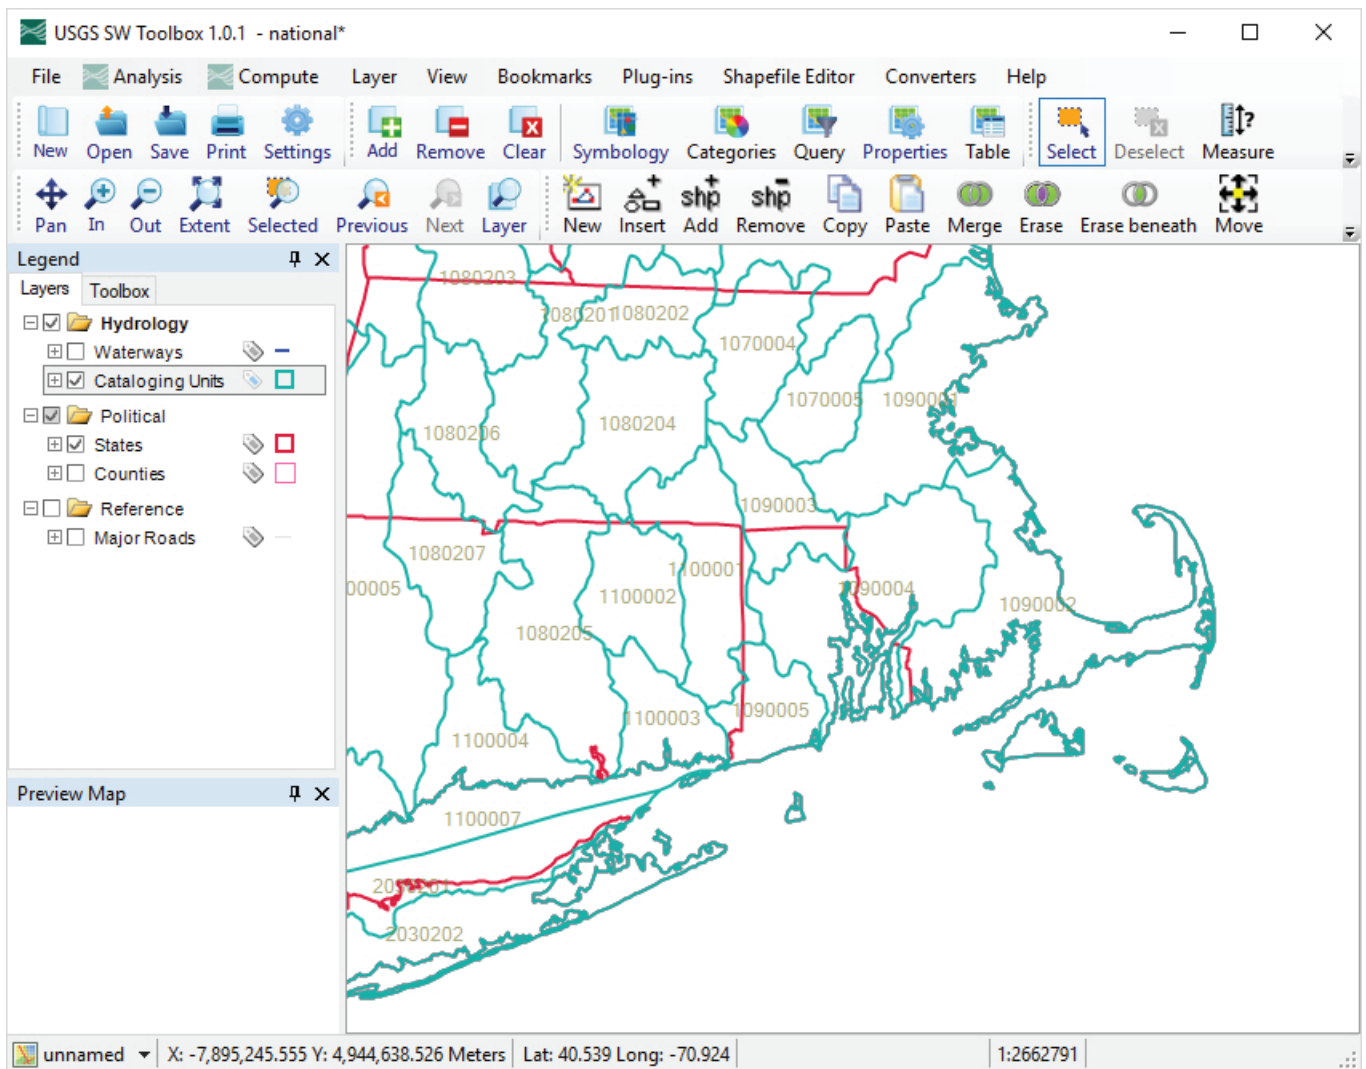 USGS SW Toolbox 1.0.1 - national*
File Analysis Compute Layer View Bookmarks Plug-ins Shapefile Editor Converters Help
New Open Save Print Settings Add Remove Clear Symbology Categories Query Properties Table Select Deselect Measure
Pan In Out Extent Selected Previous Next Layer New Insert shp Add shp Remove Copy Paste Merge Erase Erase beneath Move
Legend
Layers Toolbox
Hydrology
Waterways
Cataloging Units
Political
States
Counties
Reference
Major Roads
Preview Map
1080203
1080201 1080202
1070004
1070005 1090001
1080206 1080204
1090003
1080207
1100001
00005 1100002 1090004 1090002
1080205
1100003 1090005
1100004
1100007
2030202
unnamed X: -7,895,245.555 Y: 4,944,638.526 Meters Lat: 40.539 Long: -70.924 1:2662791